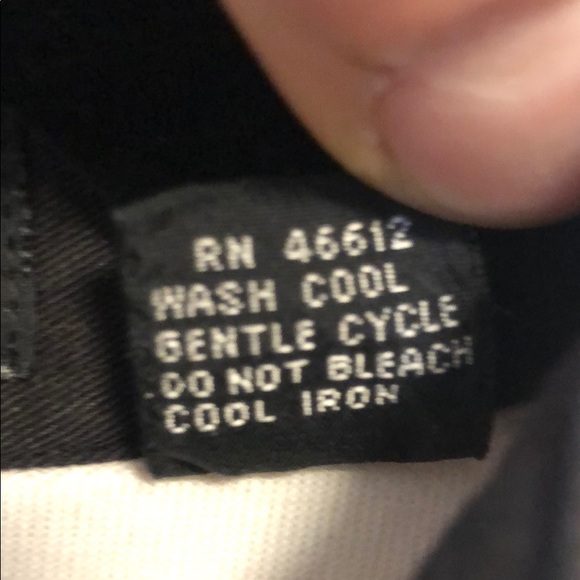 RN 46612
WASH COOL
GENTLE CYCLE
DO NOT BLEACH
COOL IRON